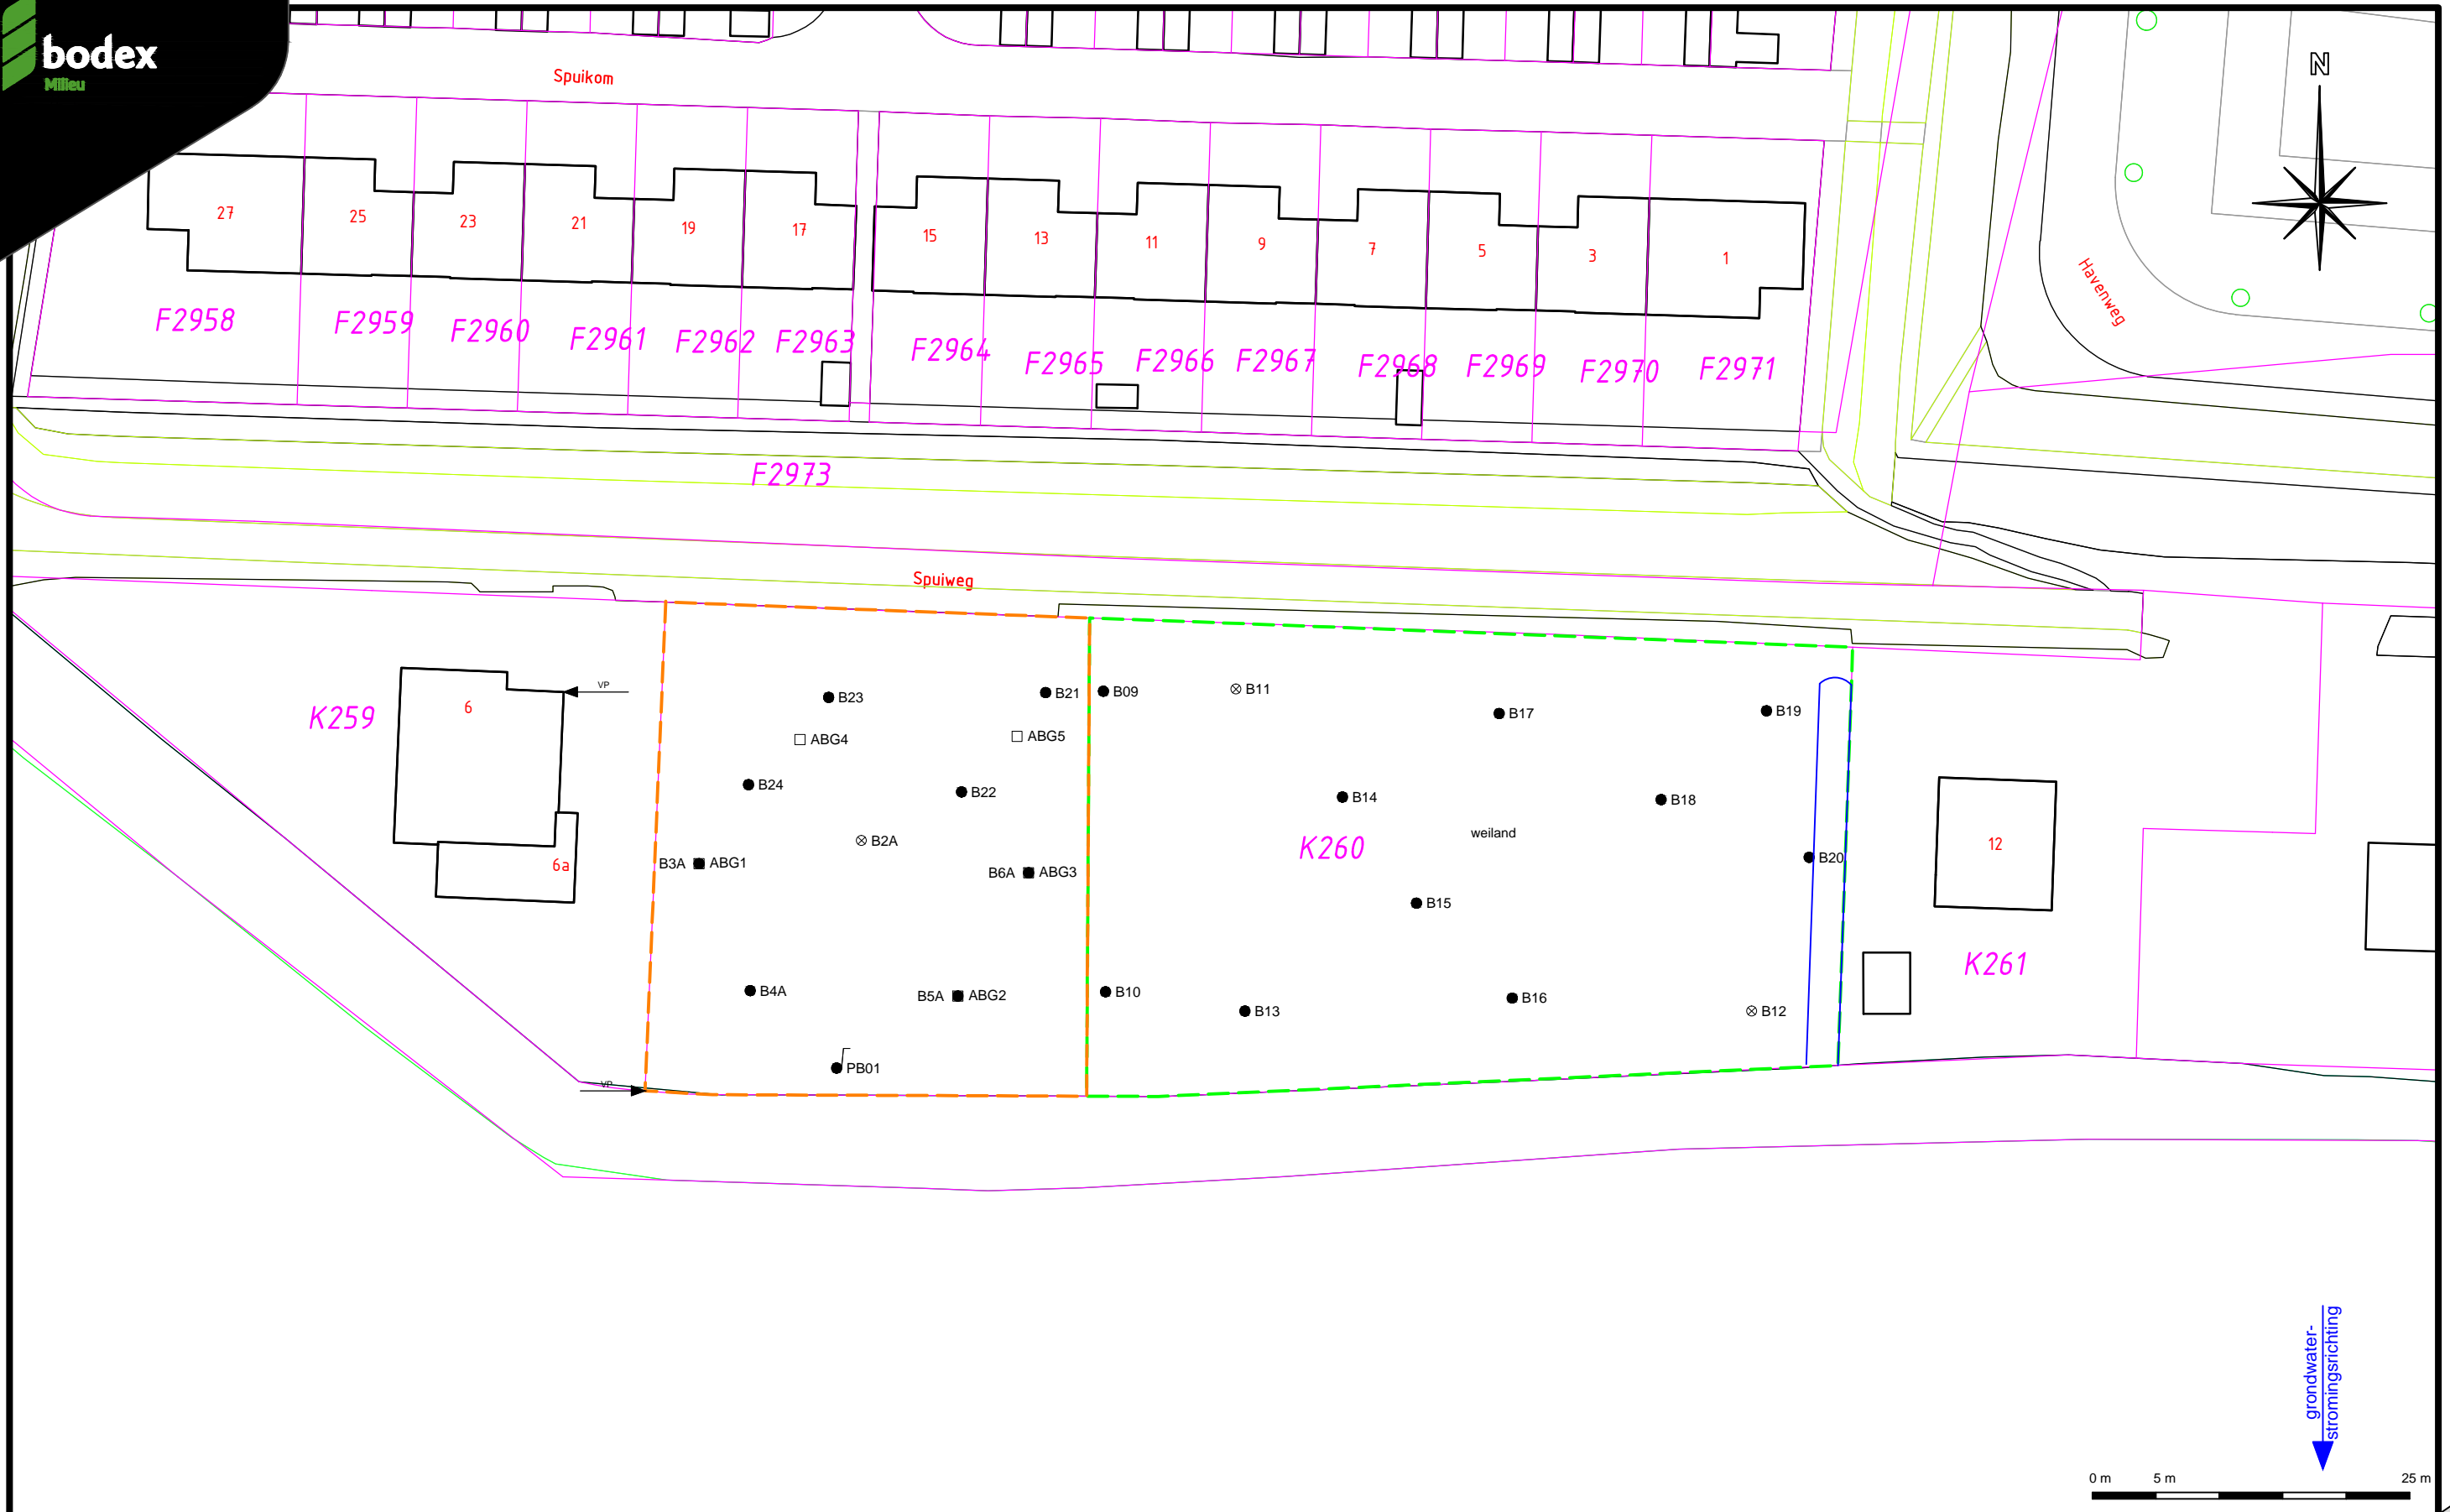 bodex
Milieu
Spuikom
N
Havenweg
27
25
23
21
19
17
15
13
11
9
7
5
3
1
F2958
F2959
F2960
F2961
F2962
F2963
F2964
F2965
F2966
F2967
F2968
F2969
F2970
F2971
F2973
Spuiweg
K259
6
6a
VP
B23
B21
B09
B11
B17
B19
ABG4
ABG5
B24
B22
B14
B18
B2A
weiland
K260
B3A
ABG1
B6A
ABG3
B20
12
B15
K261
B4A
B5A
ABG2
B10
B13
B16
B12
PB01
VP
grondwater-
stromingsrichting
0 m
5 m
25 m